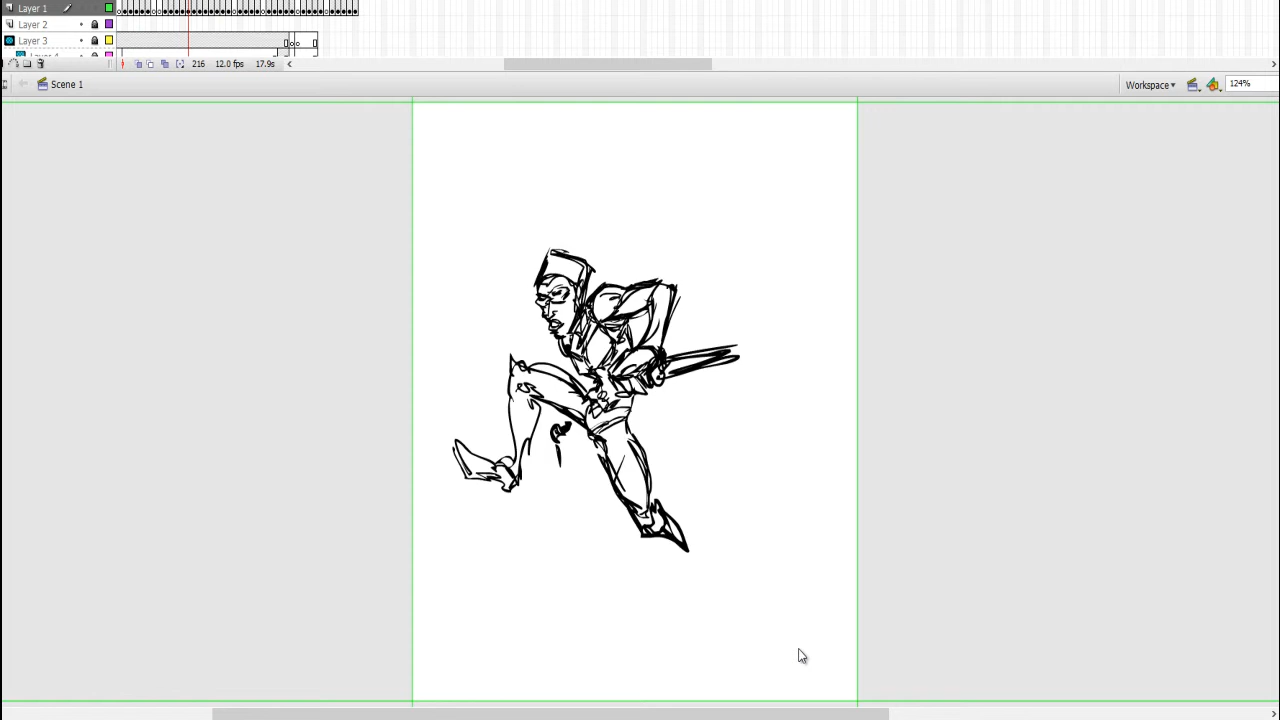 Layer 1
Layer 2
Layer 3
216 12.0 fps 17.9s
Scene 1
Workspace
124%